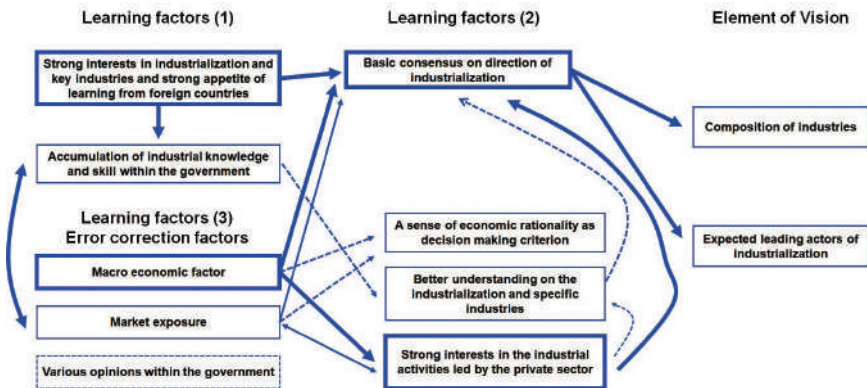 Learning factors (1)
Learning factors (2)
Element of Vision
Strong interests in industrialization and
key industries and strong appetite of
learning from foreign countries
Basic consensus on direction of
industrialization
Composition of industries
Accumulation of industrial knowledge
and skill within the government
Learning factors (3)
Error correction factors
A sense of economic rationality as
decision making criterion
Expected leading actors of
industrialization
Macro economic factor
Better understanding on the
industrialization and specific
industries
Market exposure
Strong interests in the industrial
activities led by the private sector
Various opinions within the government